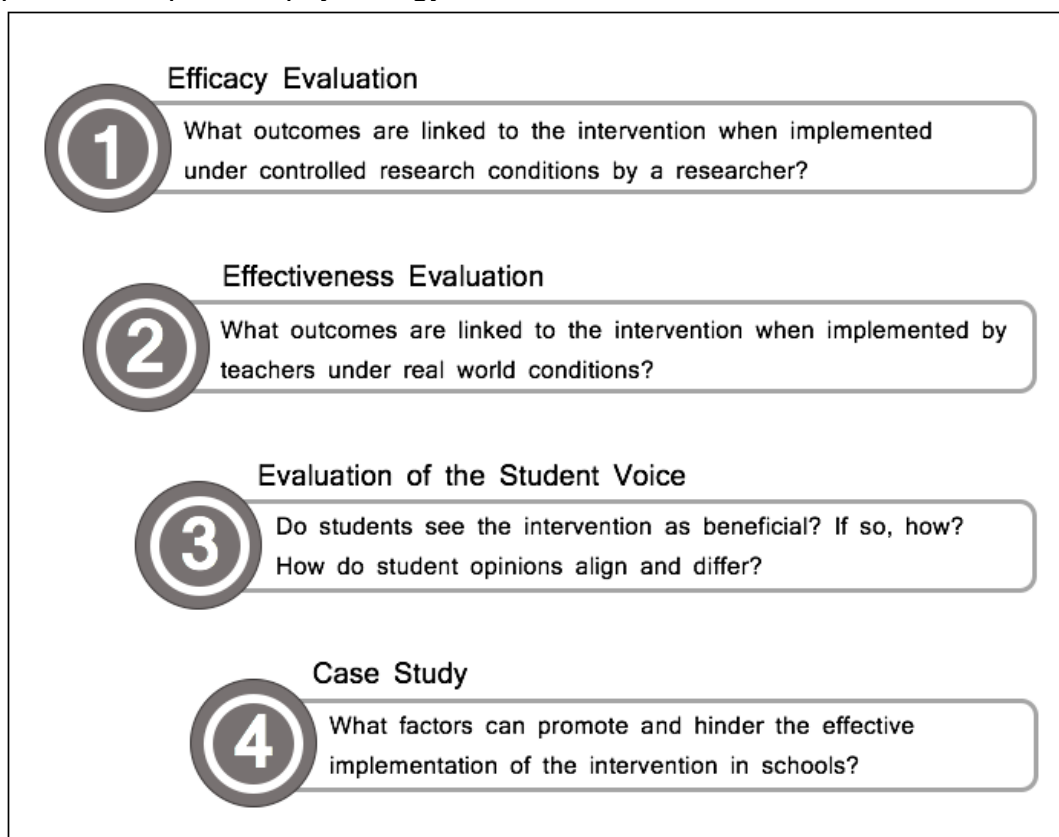 Efficacy Evaluation
1
What outcomes are linked to the intervention when implemented
under controlled research conditions by a researcher?
Effectiveness Evaluation
2
What outcomes are linked to the intervention when implemented by
teachers under real world conditions?
Evaluation of the Student Voice
3
Do students see the intervention as beneficial? If so, how?
How do student opinions align and differ?
Case Study
4
What factors can promote and hinder the effective
implementation of the intervention in schools?